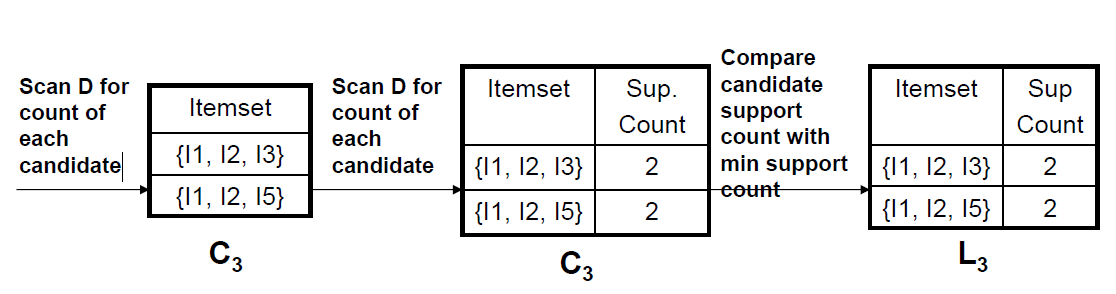 Scan D for
count of
each
candidate
Itemset
{I1, I2, I3}
{I1, I2, I5}
C3
Scan D for
count of
each
candidate
Itemset Sup.
Count
{I1, I2, I3} 2
{I1, I2, I5} 2
C3
Compare
candidate
support
count with
min support
count
Itemset Sup
Count
{I1, I2, I3} 2
{I1, I2, I5} 2
L3